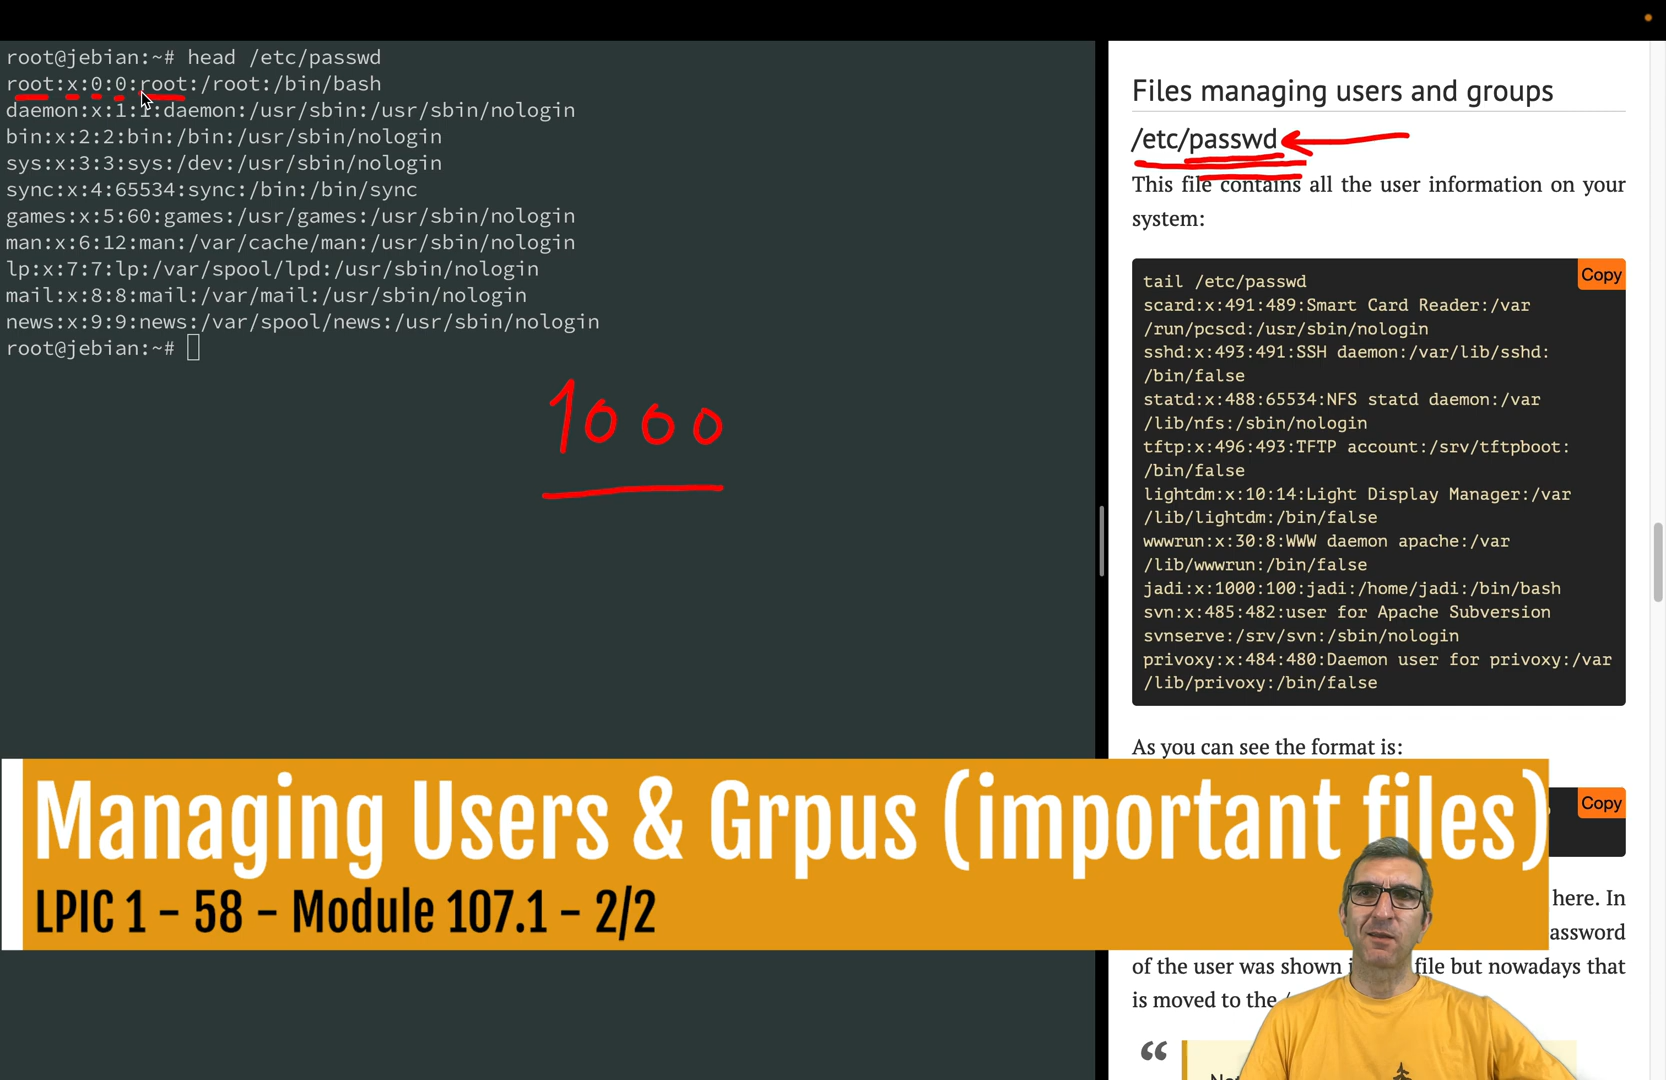 root@jebian:~# head /etc/passwd
root:x:0:0:root:/root:/bin/bash
daemon:x:1:1:daemon:/usr/sbin:/usr/sbin/nologin
bin:x:2:2:bin:/bin:/usr/sbin/nologin
sys:x:3:3:sys:/dev:/usr/sbin/nologin
sync:x:4:65534:sync:/bin:/bin/sync
games:x:5:60:games:/usr/games:/usr/sbin/nologin
man:x:6:12:man:/var/cache/man:/usr/sbin/nologin
lp:x:7:7:lp:/var/spool/lpd:/usr/sbin/nologin
mail:x:8:8:mail:/var/mail:/usr/sbin/nologin
news:x:9:9:news:/var/spool/news:/usr/sbin/nologin
root@jebian:~#
1000
Files managing users and groups
/etc/passwd
This file contains all the user information on your
system:
Copy
tail /etc/passwd
scard:x:491:489:Smart Card Reader:/var
/run/pcscd:/usr/sbin/nologin
sshd:x:493:491:SSH daemon:/var/lib/sshd:
/bin/false
statd:x:488:65534:NFS statd daemon:/var
/lib/nfs:/sbin/nologin
tftp:x:496:493:TFTP account:/srv/tftpboot:
/bin/false
lightdm:x:10:14:Light Display Manager:/var
/lib/lightdm:/bin/false
wwwrun:x:30:8:WWW daemon apache:/var
/lib/wwwrun:/bin/false
jadi:x:1000:100:jadi:/home/jadi:/bin/bash
svn:x:485:482:user for Apache Subversion
svnserve:/srv/svn:/sbin/nologin
privoxy:x:484:480:Daemon user for privoxy:/var
/lib/privoxy:/bin/false
As you can see the format is:
Copy
Managing Users & Grpus (important files)
LPIC 1 - 58 - Module 107.1 - 2/2
here. In
assword
of the user was shown file but nowadays that
is moved to the /